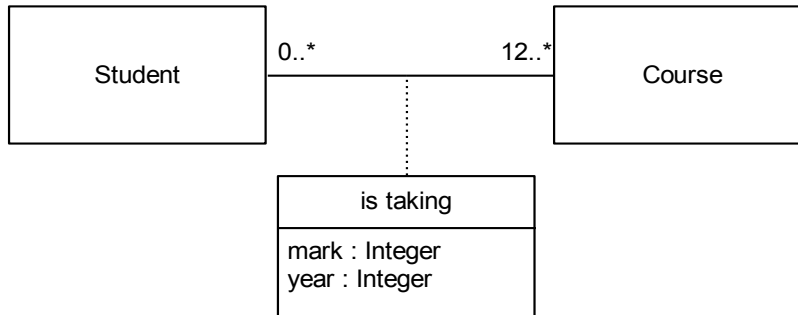 0..*
12..*
Student
Course
is taking
mark : Integer
year : Integer